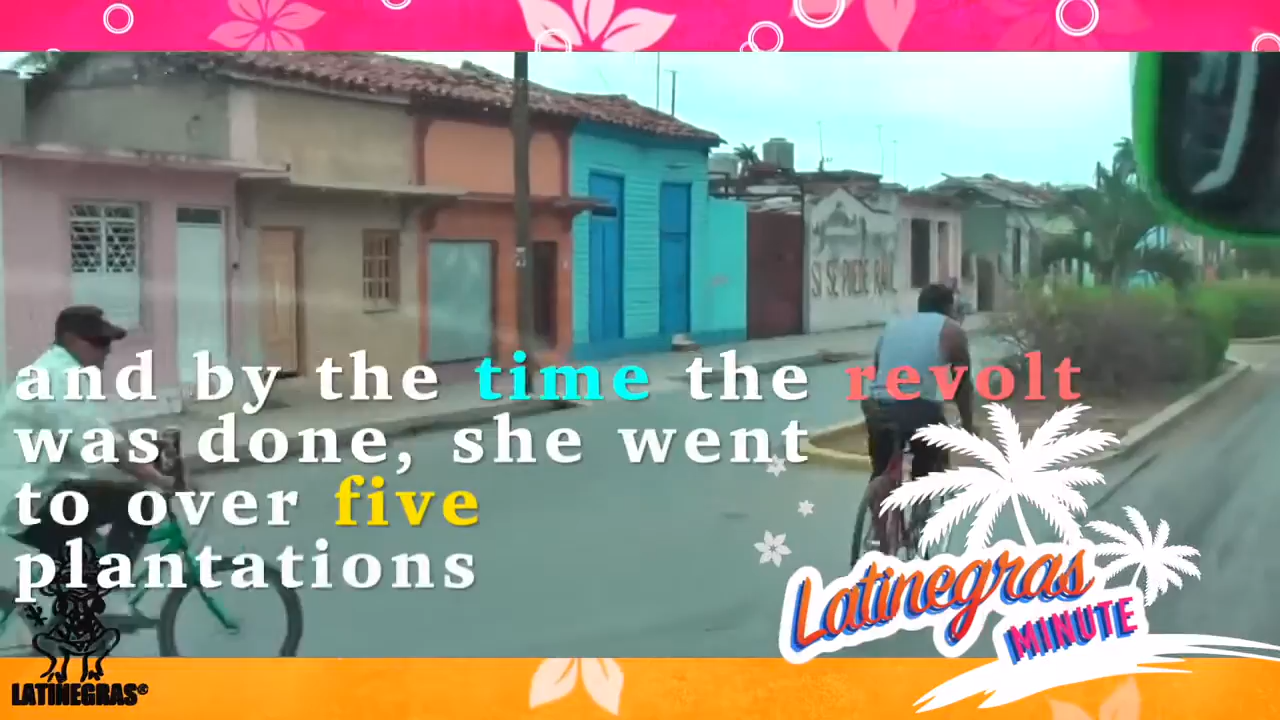 SI SE PUEDE
and by the time the revolt
was done, she went
to over five
plantations
Latinegras
MINUTE
LATINEGRAS®